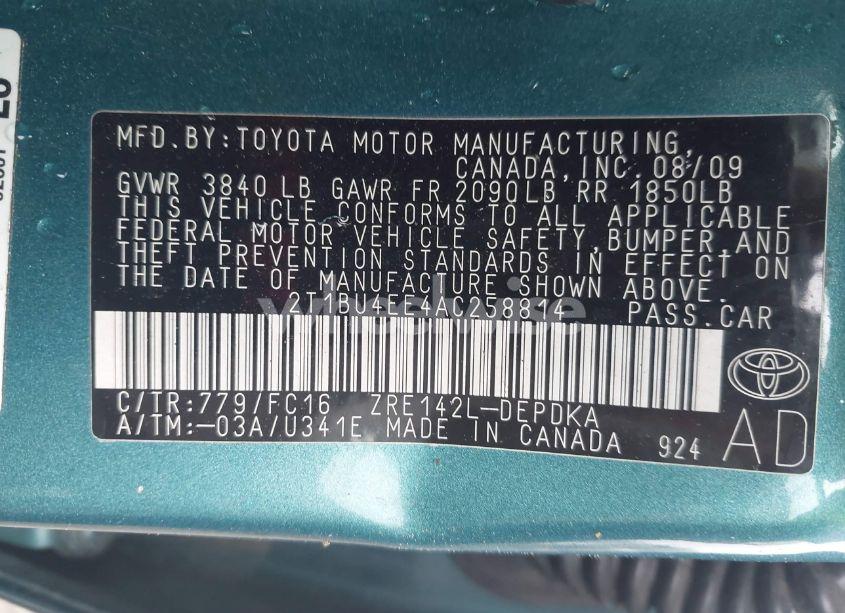 MFD.BY:TOYOTA MOTOR MANUFACTURING,
CANADA,INC. 08/09
GVWR 3840 LB GAWR FR 2090LB RR 1850LB
THIS VEHICLE CONFORMS TO ALL APPLICABLE
FEDERAL MOTOR VEHICLE SAFETY,BUMPER,AND
THEFT PREVENTION STANDARDS IN EFFECT ON
THE DATE OF MANUFACTURE SHOWN ABOVE.
2T1BU4EE4AC258814 PASS.CAR
C/TR:779/FC16 ZRE142L-DEPDKA
A/TM:-03A/U341E MADE IN CANADA 924
AD